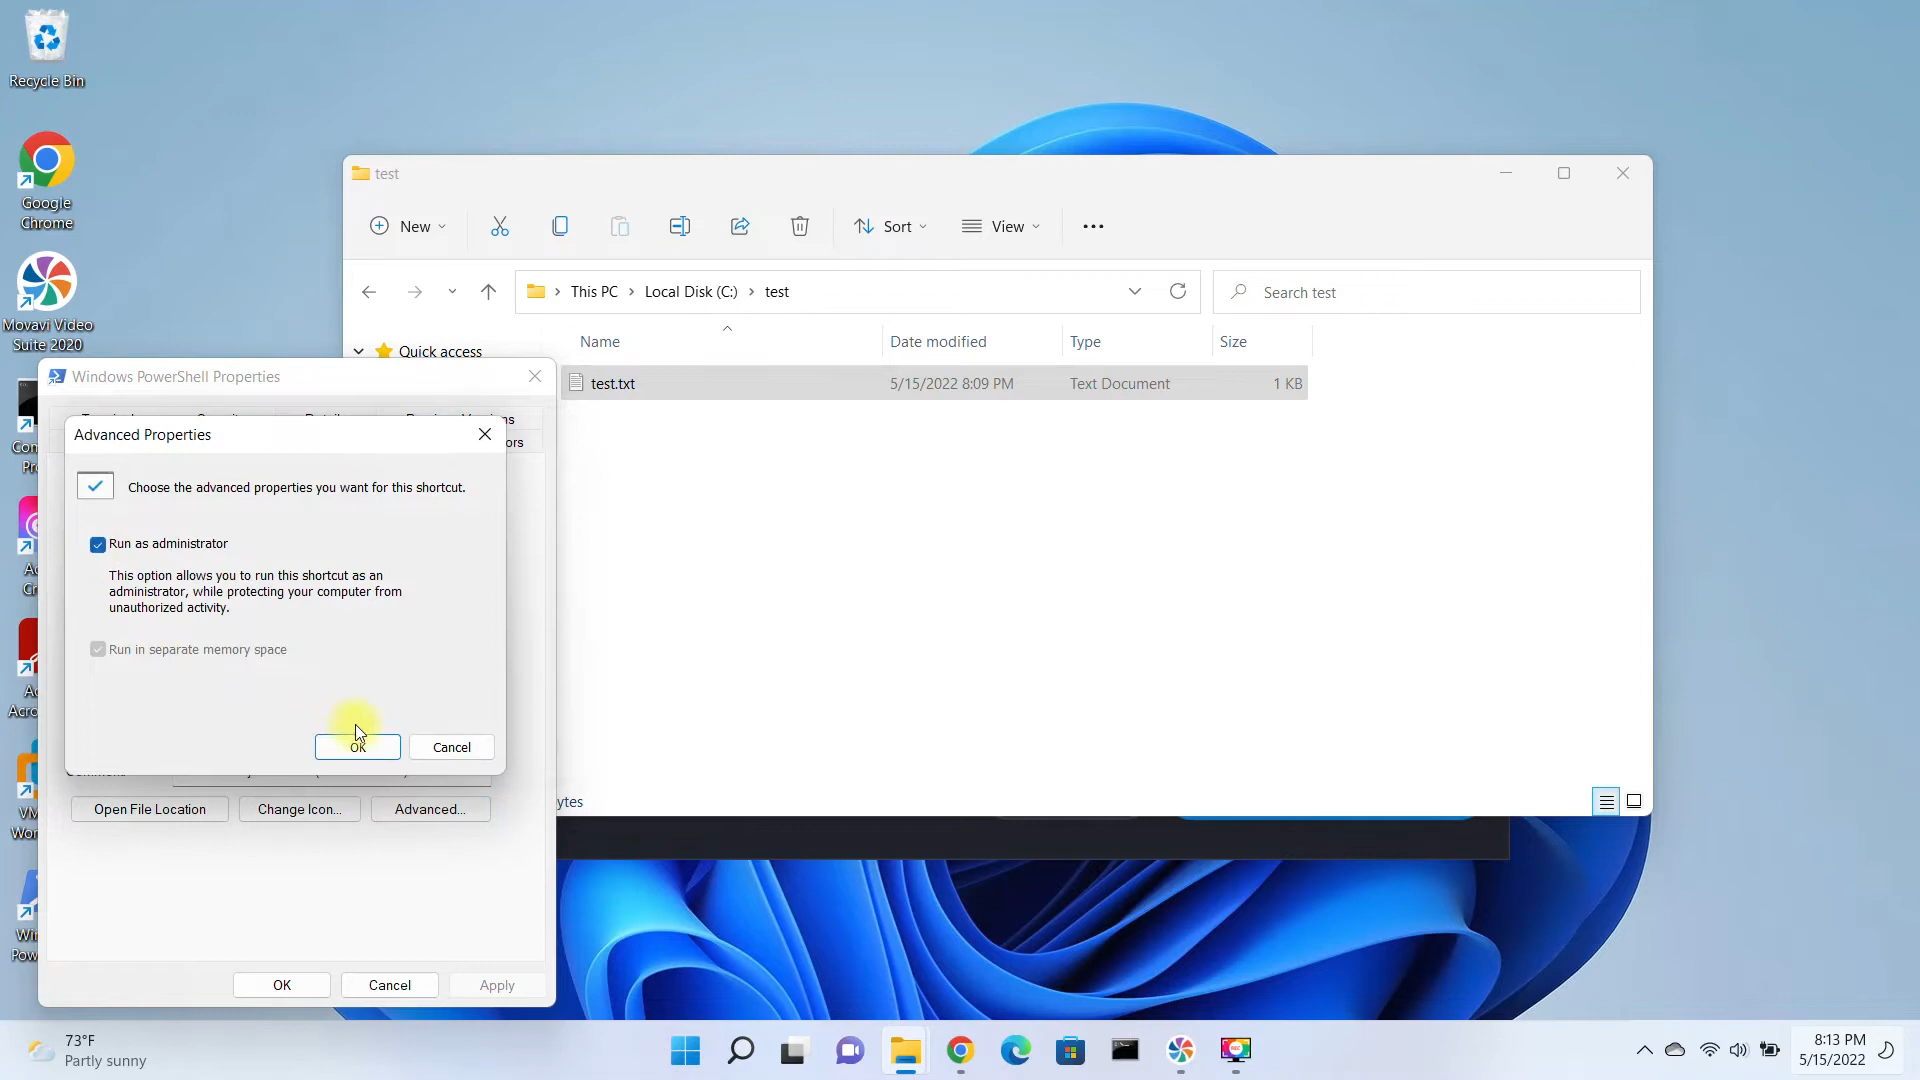 Recycle Bin
Google
Chrome
Movavi Video
Suite 2020
test
New
Sort
View
This PC
Local Disk (C:)
test
Search test
Name
Date modified
Type
Size
Quick access
test.txt
5/15/2022 8:09 PM
Text Document
1 KB
Windows PowerShell Properties
Advanced Properties
Choose the advanced properties you want for this shortcut.
Run as administrator
This option allows you to run this shortcut as an
administrator, while protecting your computer from
unauthorized activity.
Run in separate memory space
OK
Cancel
Open File Location
Change Icon...
Advanced...
OK
Cancel
Apply
73°F
Partly sunny
8:13 PM
5/15/2022